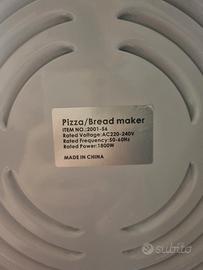 Pizza/Bread maker
ITEM NO.:2001-56
Rated Voltage:AC220-240V
Rated Frequency:50-60Hz
Rated Power:1800W
MADE IN CHINA
subito